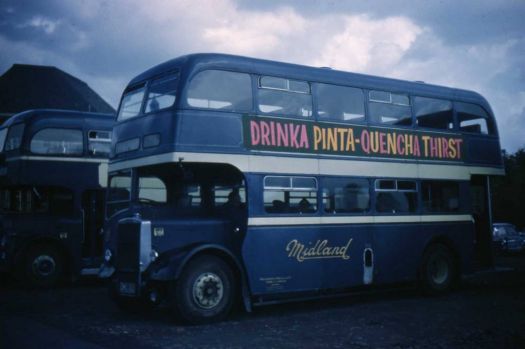 DRINKA PINTA-QUENCHA THIRST
Midland